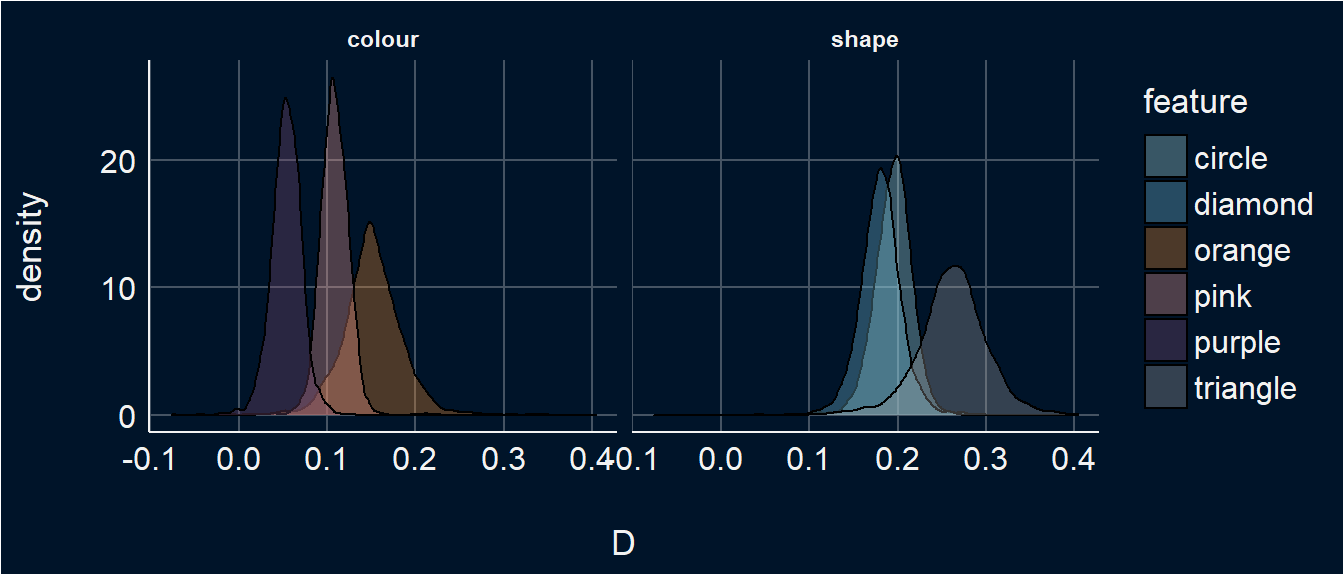 colour
shape
density
20
10
0
-0.1 0.0 0.1 0.2 0.3 0.4
-0.1 0.0 0.1 0.2 0.3 0.4
D
feature
circle
diamond
orange
pink
purple
triangle